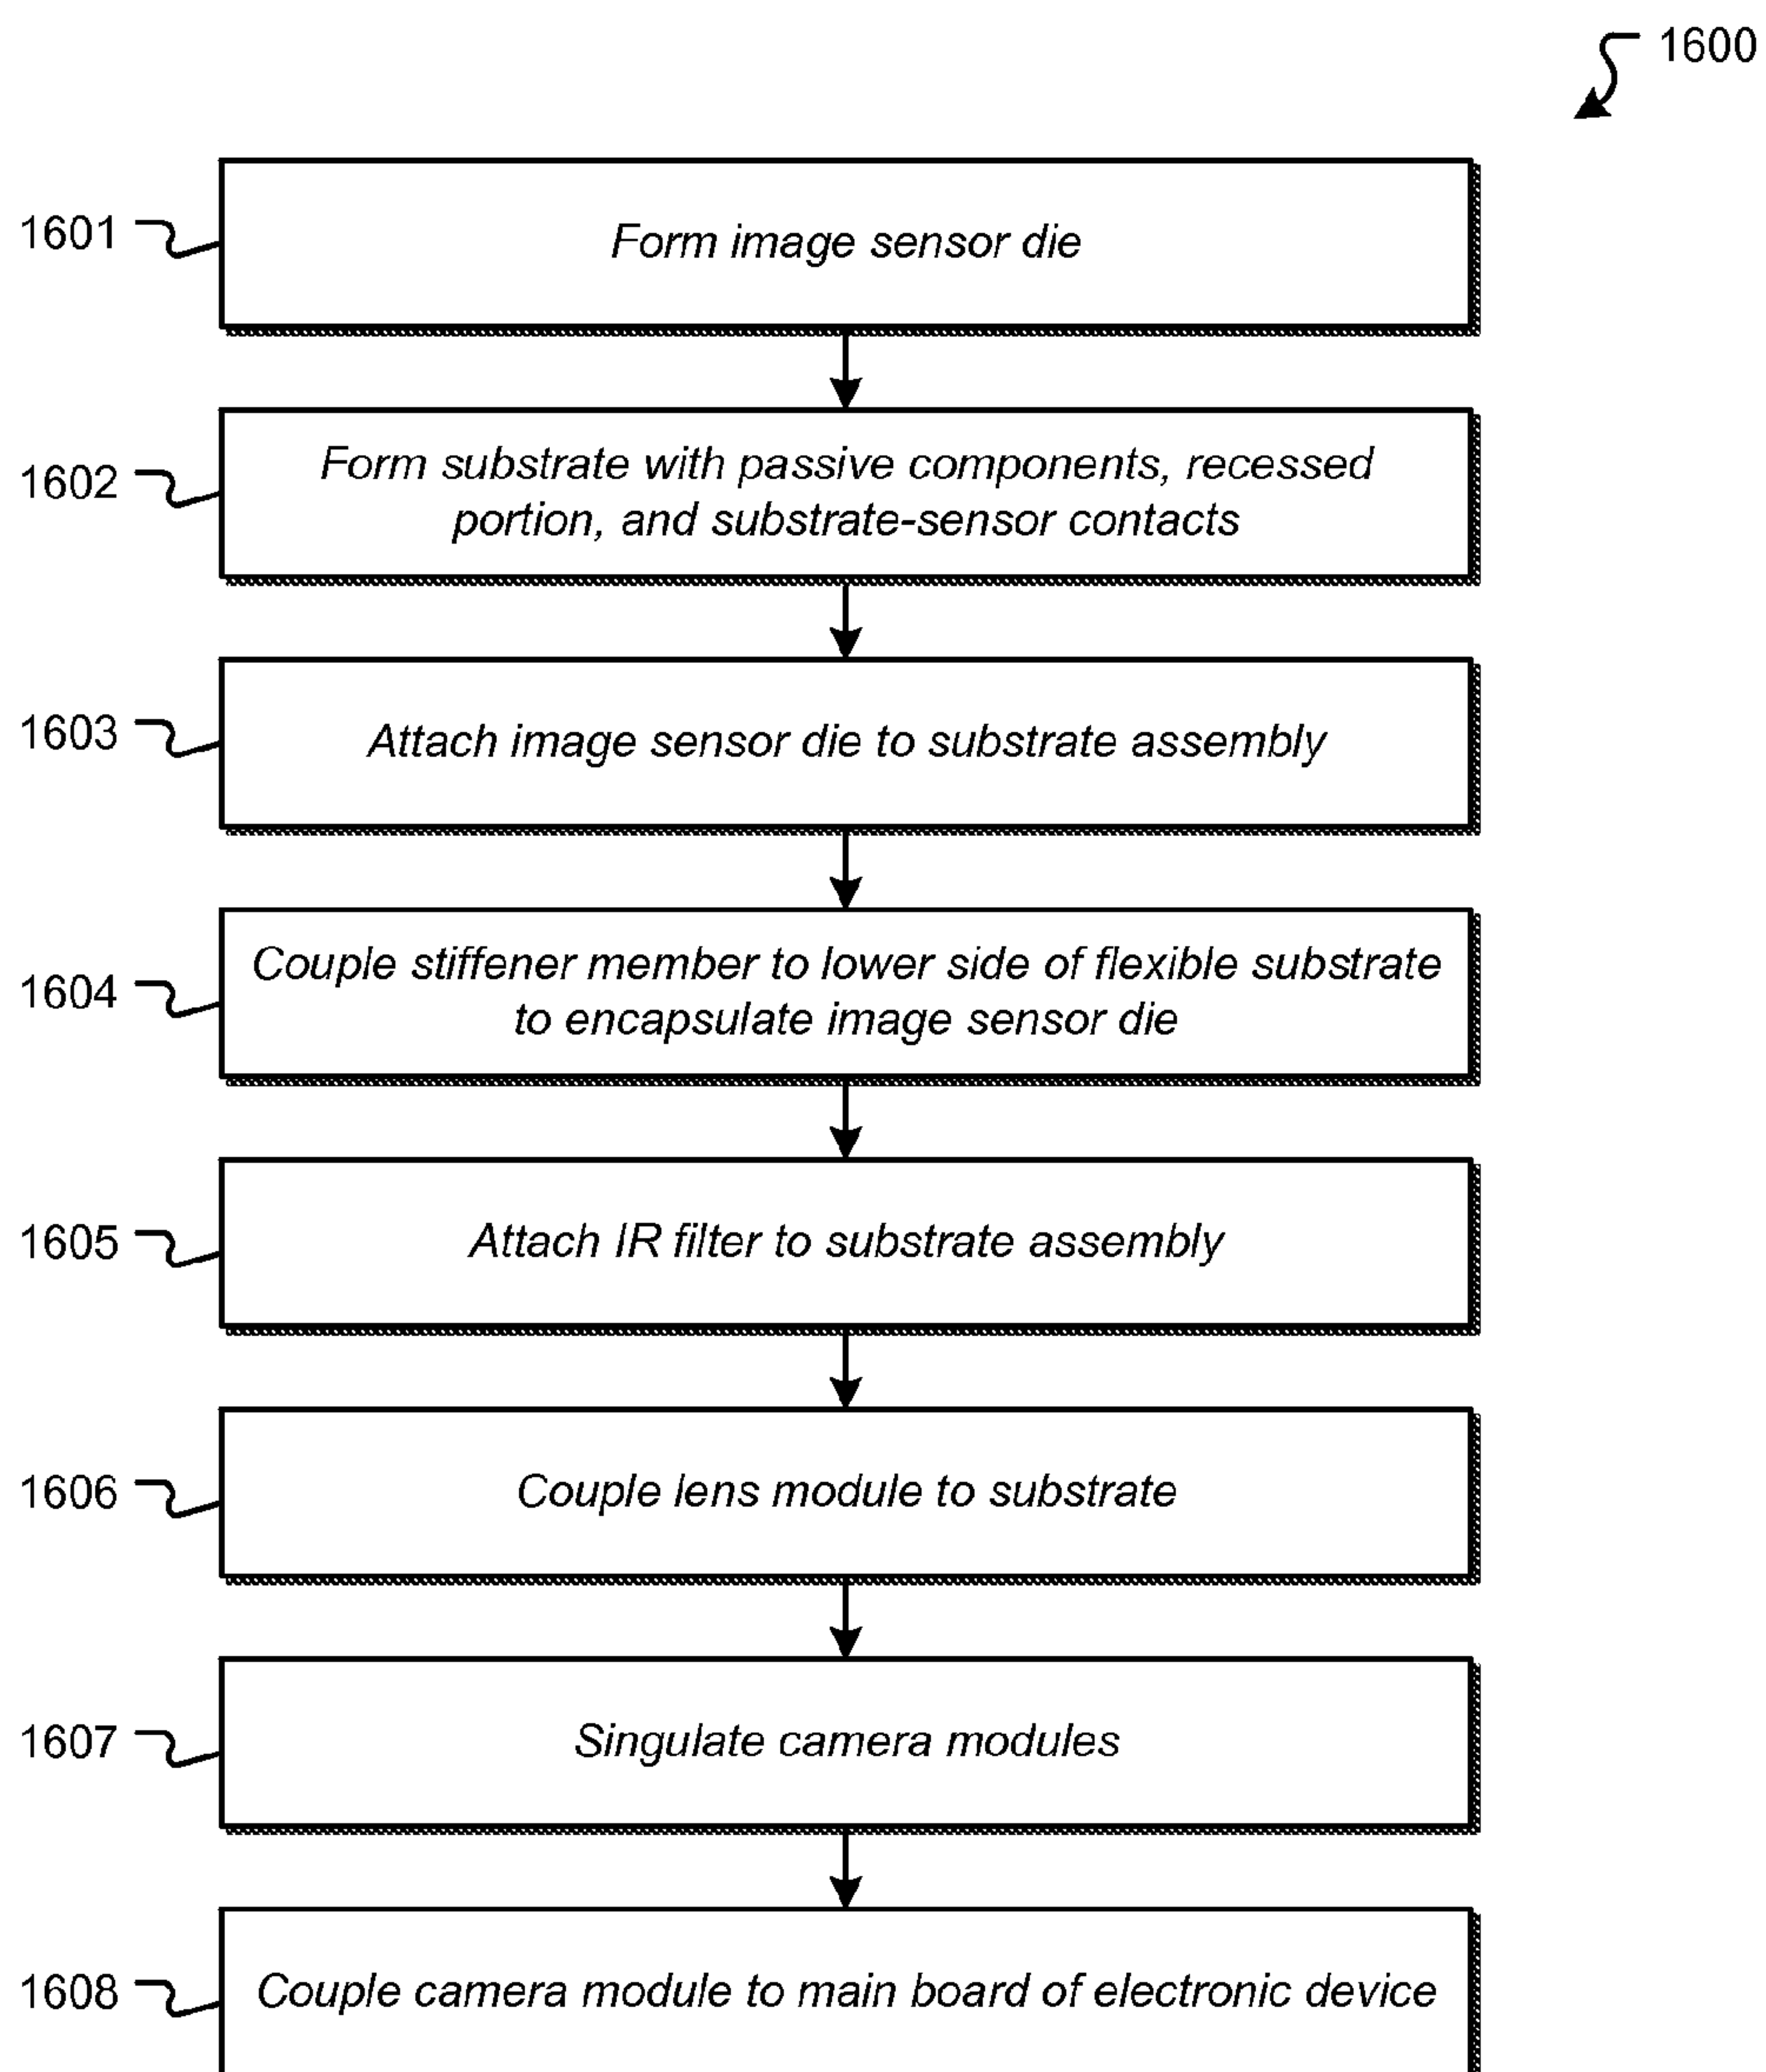 1600
1601
Form image sensor die
1602
Form substrate with passive components, recessed
portion, and substrate-sensor contacts
1603
Attach image sensor die to substrate assembly
1604
Couple stiffener member to lower side of flexible substrate
to encapsulate image sensor die
1605
Attach IR filter to substrate assembly
1606
Couple lens module to substrate
1607
Singulate camera modules
1608
Couple camera module to main board of electronic device